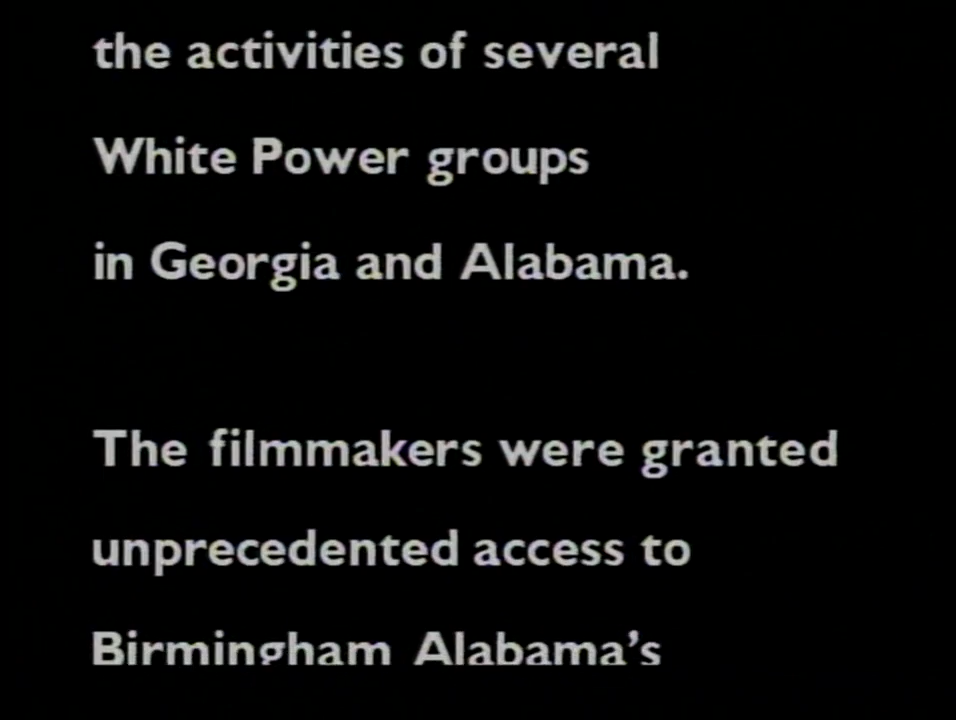 the activities of several
White Power groups
in Georgia and Alabama.
The filmmakers were granted
unprecedented access to
Birmingham Alabama's